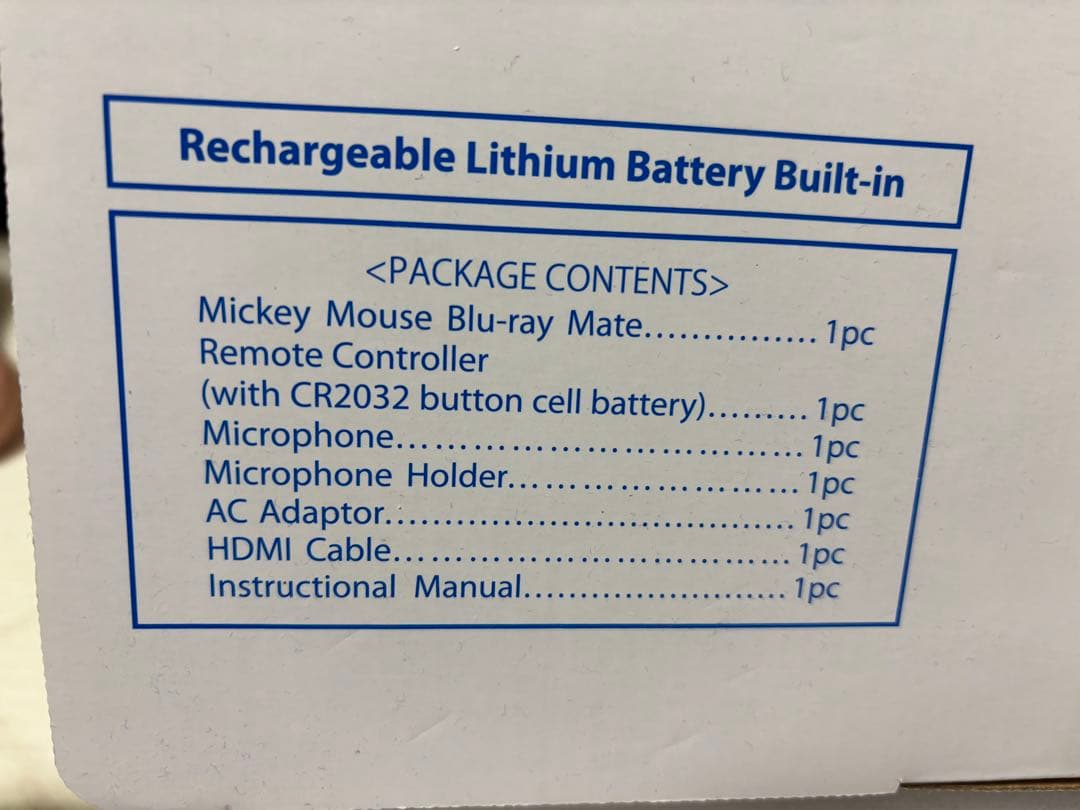 Rechargeable Lithium Battery Built-in
<PACKAGE CONTENTS>
Mickey Mouse Blu-ray Mate............... 1pc
Remote Controller
(with CR2032 button cell battery)......... 1pc
Microphone.................................... 1pc
Microphone Holder.......................... 1pc
AC Adaptor.................................... 1pc
HDMI Cable................................... 1pc
Instructional Manual........................ 1pc